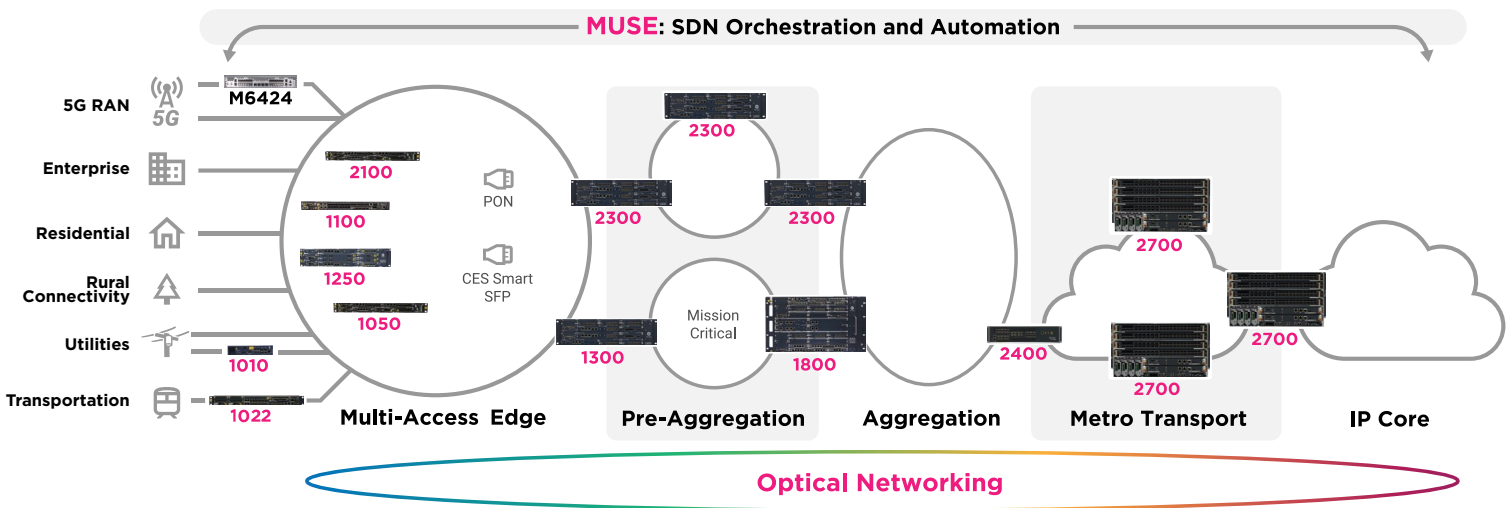 MUSE: SDN Orchestration and Automation
5G RAN
5G
M6424
Enterprise
Residential
Rural
Connectivity
Utilities
1010
Transportation
1022
2100
1100
1250
1050
PON
CES Smart
SFP
Multi-Access Edge
2300
2300
2300
1300
Mission
Critical
1800
Pre-Aggregation
Aggregation
2400
2700
2700
2700
Metro Transport
IP Core
Optical Networking